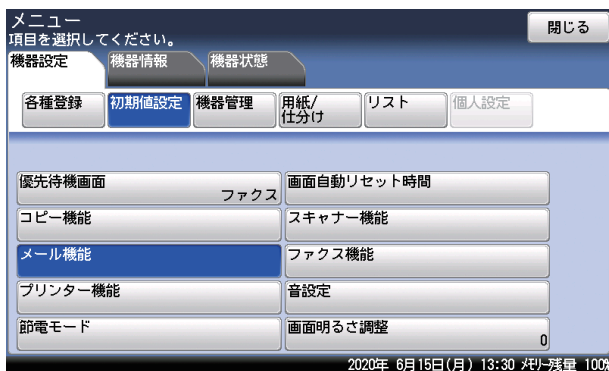 メニュー
項目を選択してください。
閉じる
機器設定 機器情報 機器状態
各種登録 初期値設定 機器管理 用紙/
仕分け リスト 個人設定
優先待機画面
ファクス
画面自動リセット時間
コピー機能 スキャナー機能
メール機能 ファクス機能
プリンター機能 音設定
節電モード 画面明るさ調整
0
2020年 6月15日(月) 13:30 メモリー残量 100%